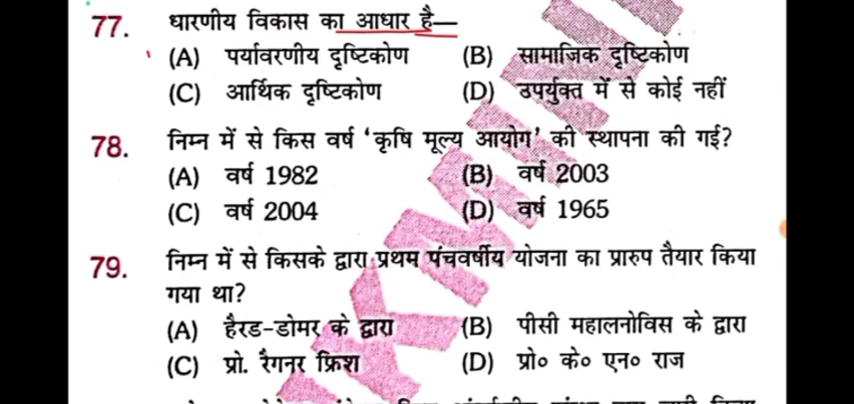 77. धारणीय विकास का आधार है—
(A) पर्यावरणीय दृष्टिकोण (B) सामाजिक दृष्टिकोण
(C) आर्थिक दृष्टिकोण (D) उपर्युक्त में से कोई नहीं
78. निम्न में से किस वर्ष ‘कृषि मूल्य आयोग’ की स्थापना की गई?
(A) वर्ष 1982 (B) वर्ष 2003
(C) वर्ष 2004 (D) वर्ष 1965
79. निम्न में से किसके द्वारा प्रथम पंचवर्षीय योजना का प्रारुप तैयार किया
गया था?
(A) हैरड-डोमर के द्वारा (B) पीसी महालनोविस के द्वारा
(C) प्रो. रैगनर फ्रिश (D) प्रो० के० एन० राज